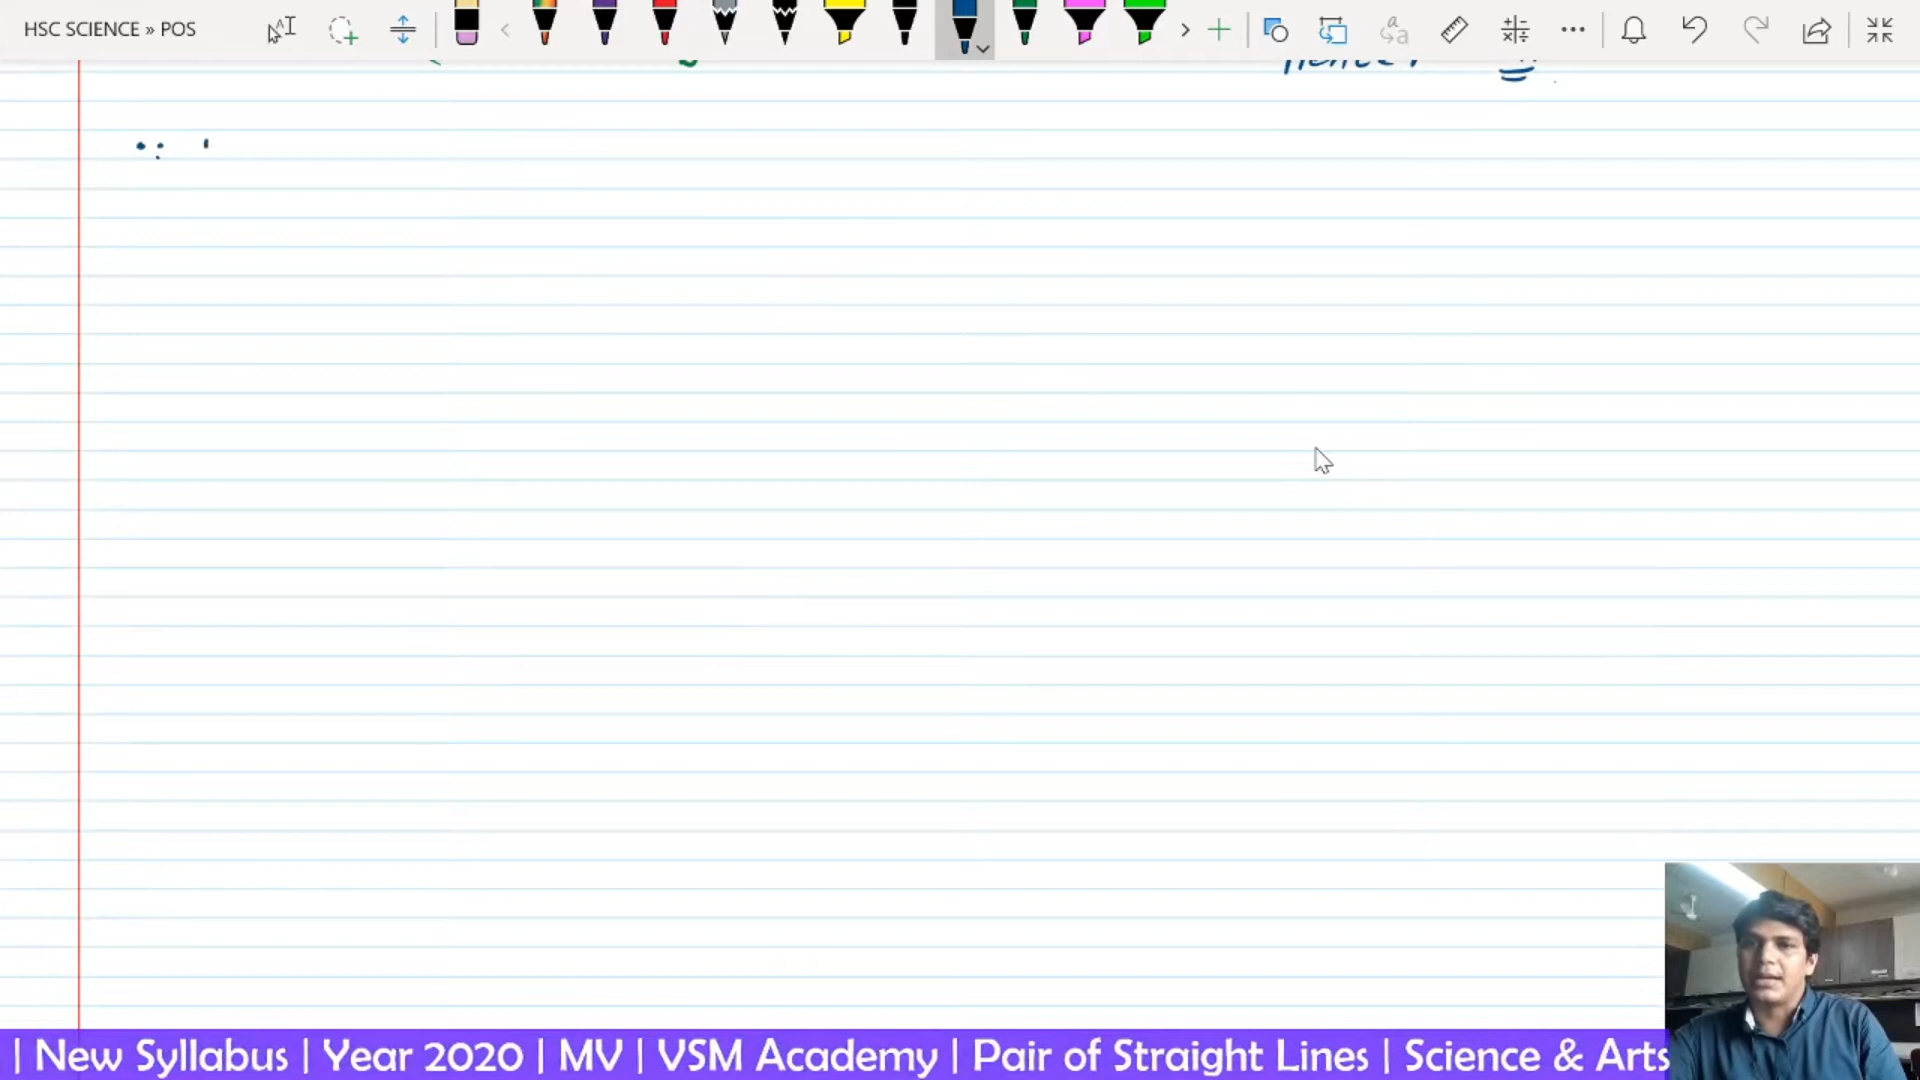 HSC SCIENCE » POS
| New Syllabus | Year 2020 | MV | VSM Academy | Pair of Straight Lines | Science & Arts